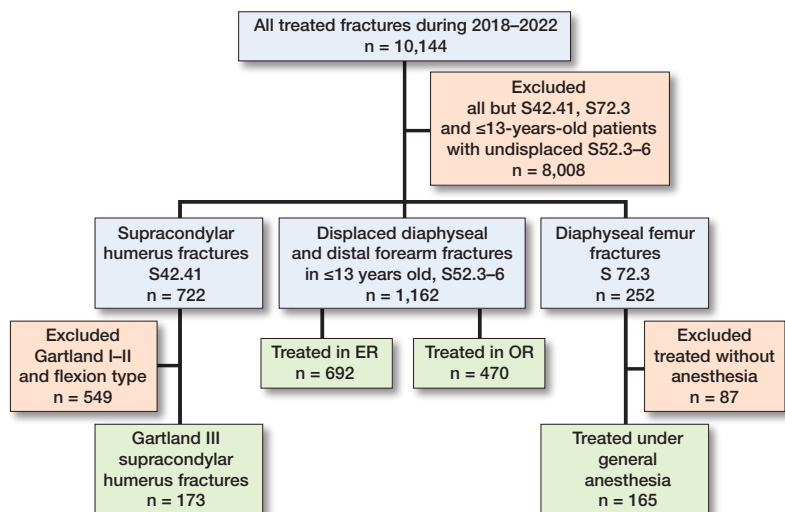 All treated fractures during 2018–2022
n = 10,144
Excluded
all but S42.41, S72.3
and ≤13-years-old patients
with undisplaced S52.3–6
n = 8,008
Supracondylar
humerus fractures
S42.41
n = 722
Displaced diaphyseal
and distal forearm fractures
in ≤13 years old, S52.3–6
n = 1,162
Diaphyseal femur
fractures
S 72.3
n = 252
Excluded
Gartland I–II
and flexion type
n = 549
Treated in ER
n = 692
Treated in OR
n = 470
Excluded
treated without
anesthesia
n = 87
Gartland III
supracondylar
humerus fractures
n = 173
Treated under
general
anesthesia
n = 165